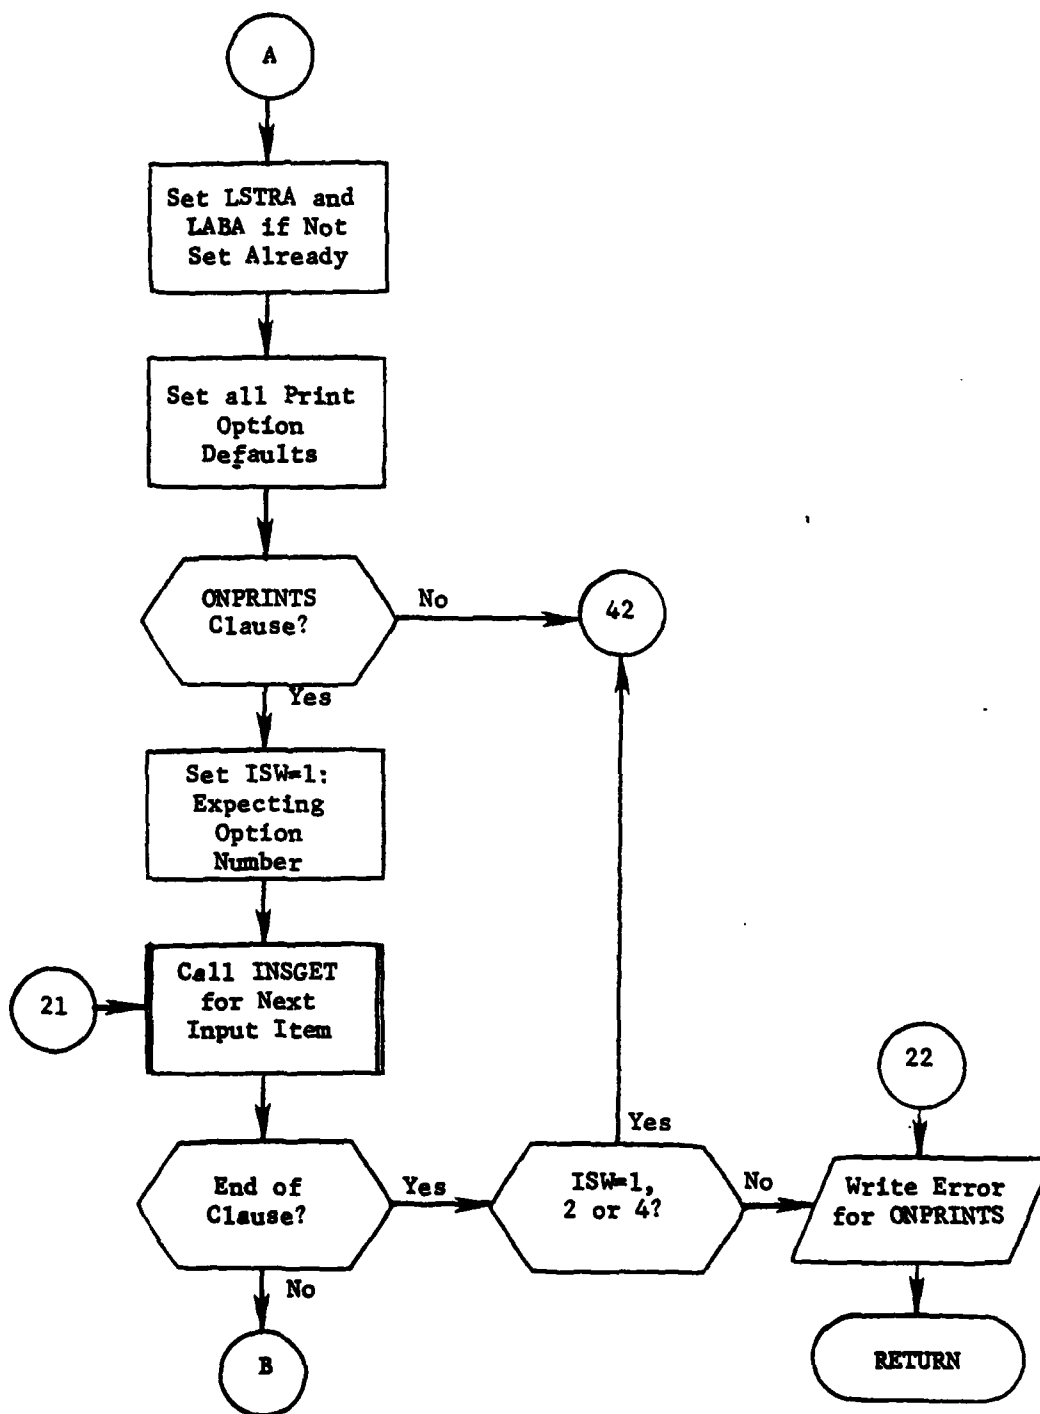 A
Set LSTRA and
LABA if Not
Set Already
Set all Print
Option
Defaults
ONPRINTS
Clause?
No
42
Yes
Set ISW=1:
Expecting
Option
Number
21
Call INSGET
for Next
Input Item
22
End of
Clause?
Yes
ISW=1,
2 or 4?
Yes
No
Write Error
for ONPRINTS
No
B
RETURN